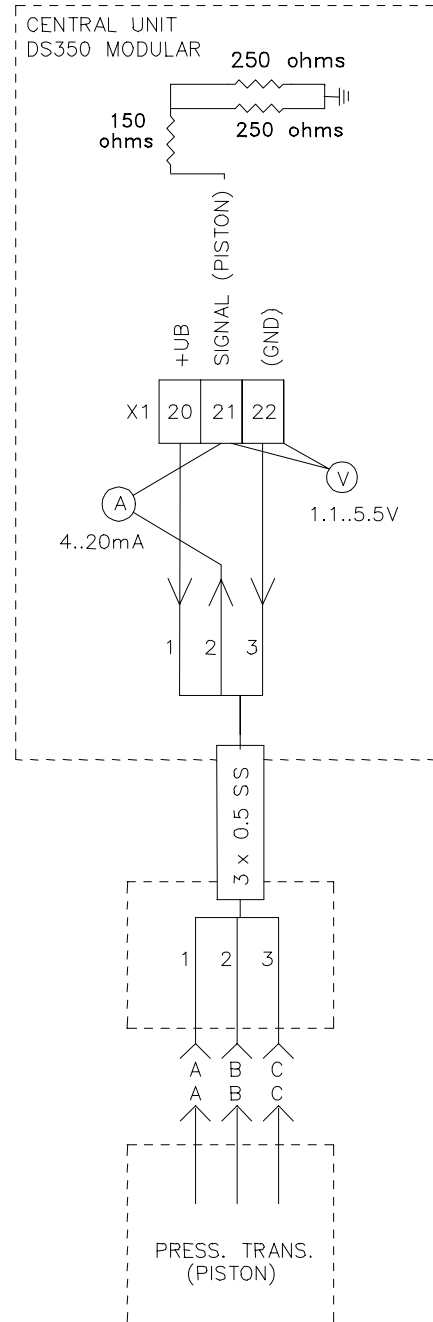 CENTRAL UNIT
DS350 MODULAR
250 ohms
250 ohms
150
ohms
+UB
SIGNAL (PISTON)
(GND)
X1 20 21 22
A
V
4..20mA
1.1..5.5V
1 2 3
3 x 0.5 SS
1 2 3
A B C
A B C
PRESS. TRANS.
(PISTON)